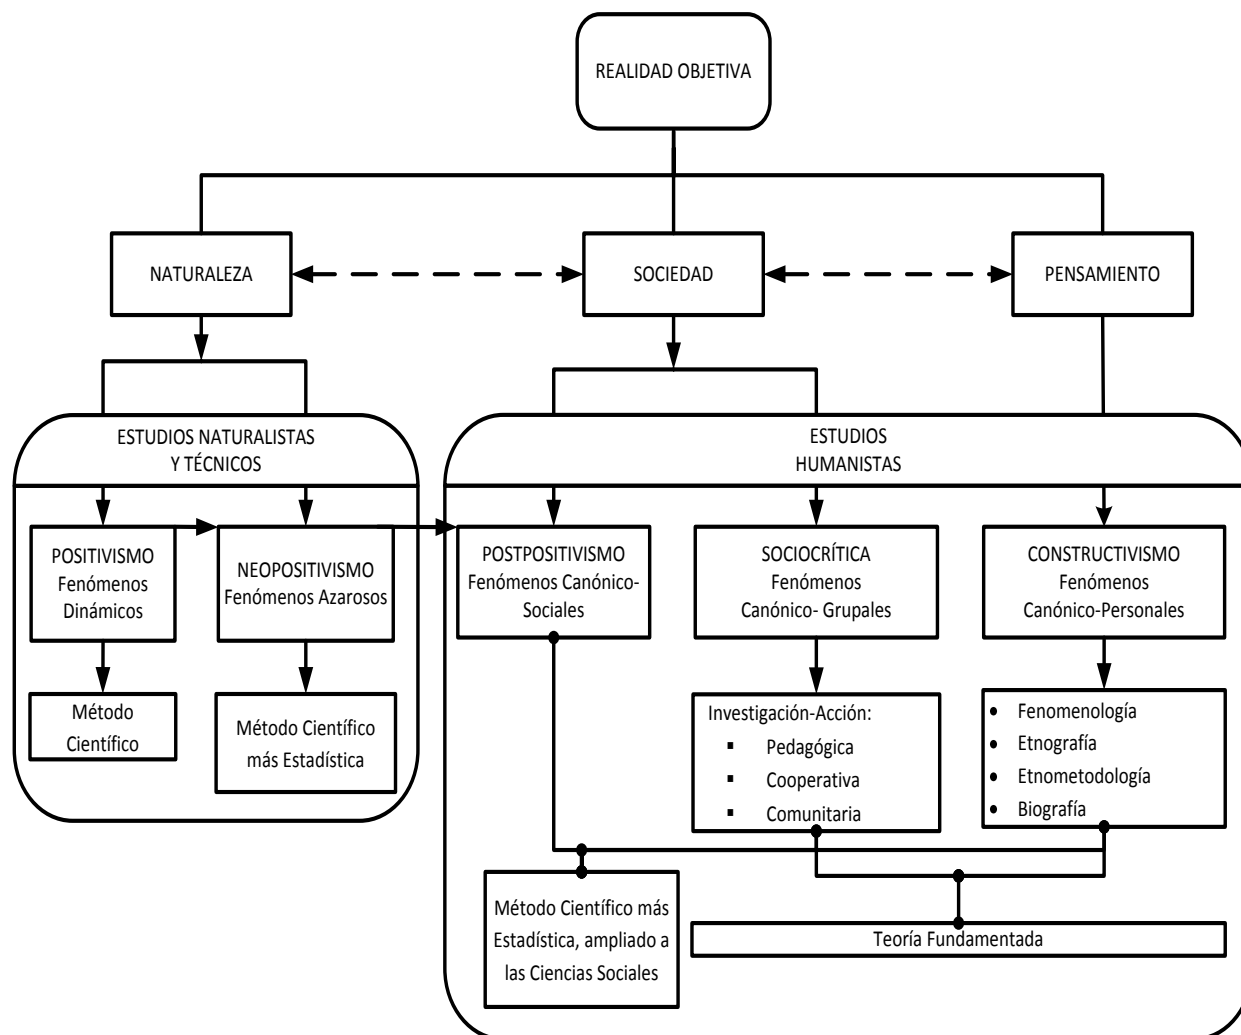 REALIDAD OBJETIVA
NATURALEZA
SOCIEDAD
PENSAMIENTO
ESTUDIOS NATURALISTAS
Y TÉCNICOS
ESTUDIOS
HUMANISTAS
POSITIVISMO
Fenómenos
Dinámicos
NEOPOSITIVISMO
Fenómenos Azarosos
POSTPOSITIVISMO
Fenómenos Canónico-
Sociales
SOCIOCRÍTICA
Fenómenos
Canónico- Grupales
CONSTRUCTIVISMO
Fenómenos
Canónico-Personales
Método
Científico
Método Científico
más Estadística
Investigación-Acción:
▪ Pedagógica
▪ Cooperativa
▪ Comunitaria
• Fenomenología
• Etnografía
• Etnometodología
• Biografía
Método Científico más
Estadística, ampliado a
las Ciencias Sociales
Teoría Fundamentada